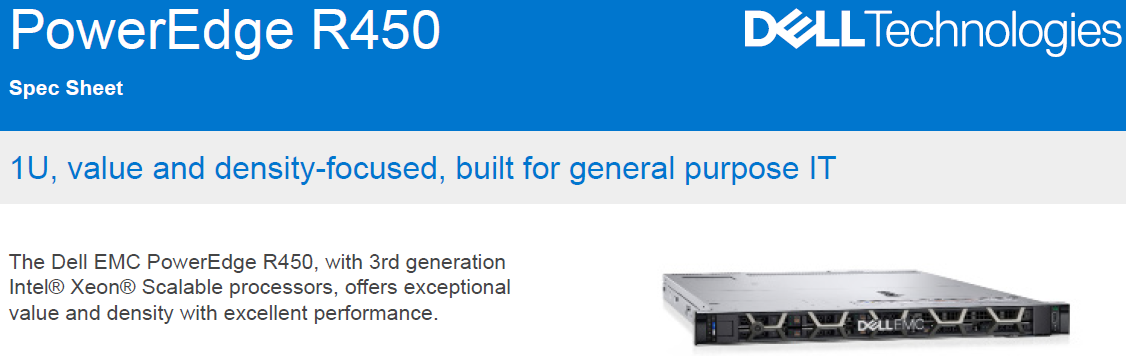 PowerEdge R450
DELL Technologies
Spec Sheet
1U, value and density-focused, built for general purpose IT
The Dell EMC PowerEdge R450, with 3rd generation
Intel® Xeon® Scalable processors, offers exceptional
value and density with excellent performance.
DELL EMC